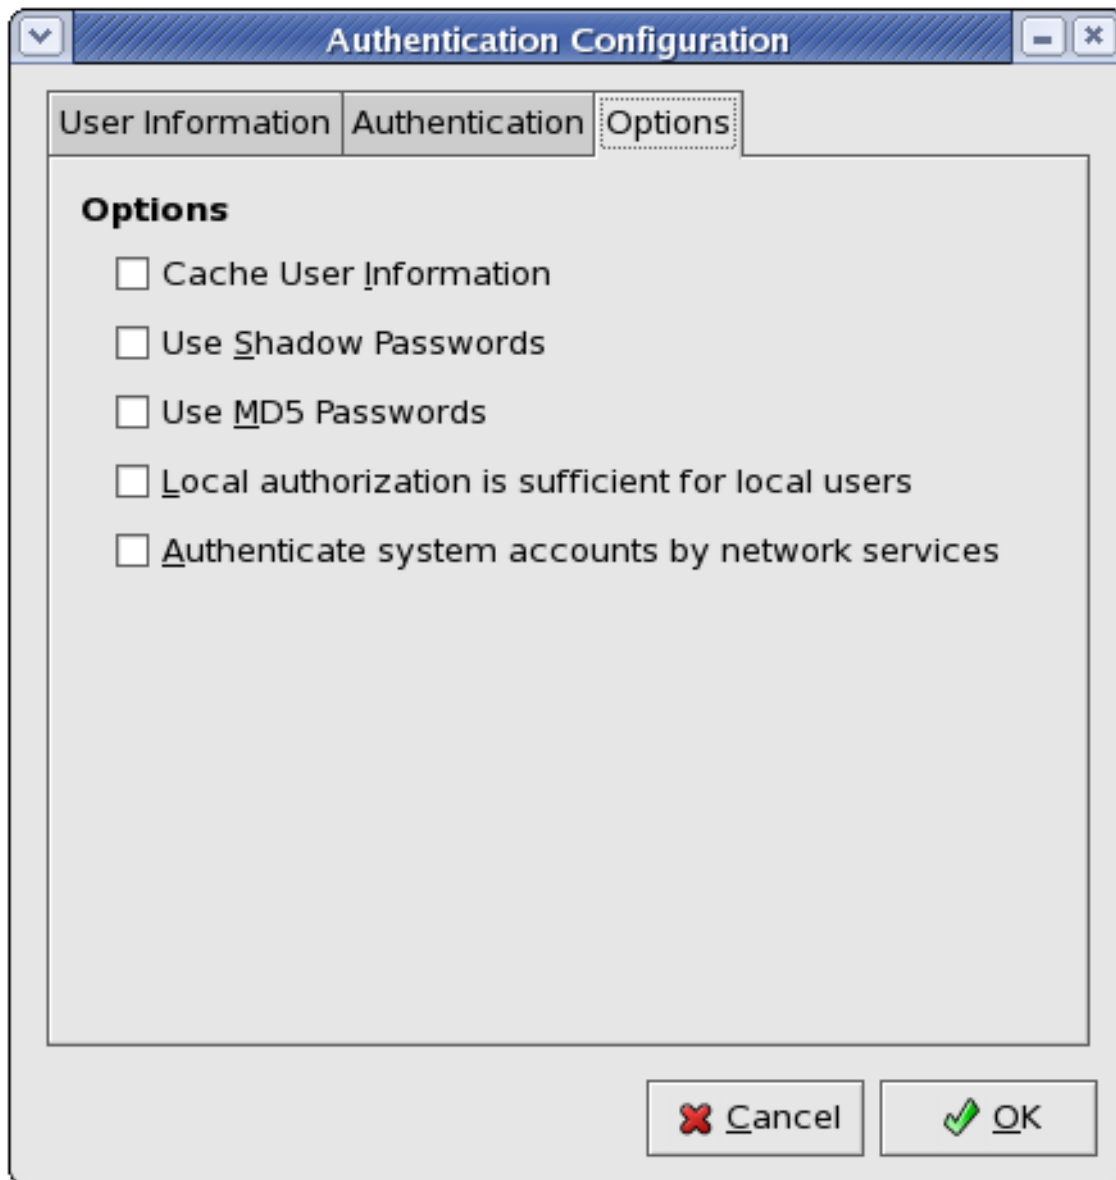 Authentication Configuration
User Information
Authentication
Options
Options
Cache User Information
Use Shadow Passwords
Use MD5 Passwords
Local authorization is sufficient for local users
Authenticate system accounts by network services
Cancel
OK